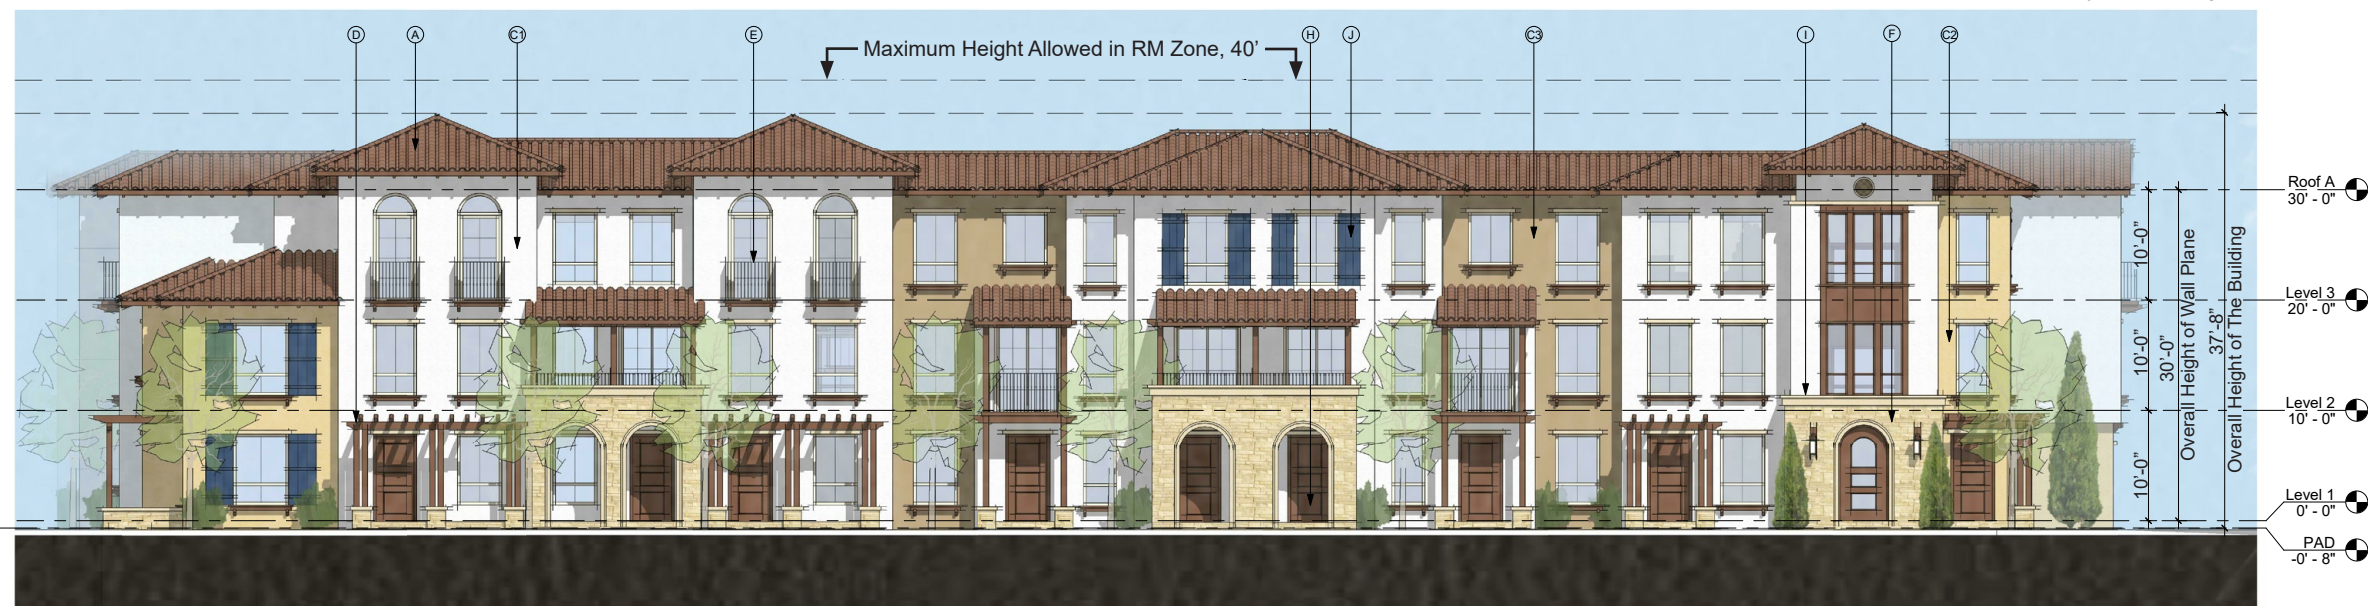 D
A
C1
E
H
J
C3
I
F
C2
Maximum Height Allowed in RM Zone, 40’
Roof A
30' - 0"
Level 3
20' - 0"
Level 2
10' - 0"
Level 1
0' - 0"
PAD
-0' - 8"
10’-0”
10’-0”
10’-0”
30’-0”
Overall Height of Wall Plane
37’-8”
Overall Height of The Building